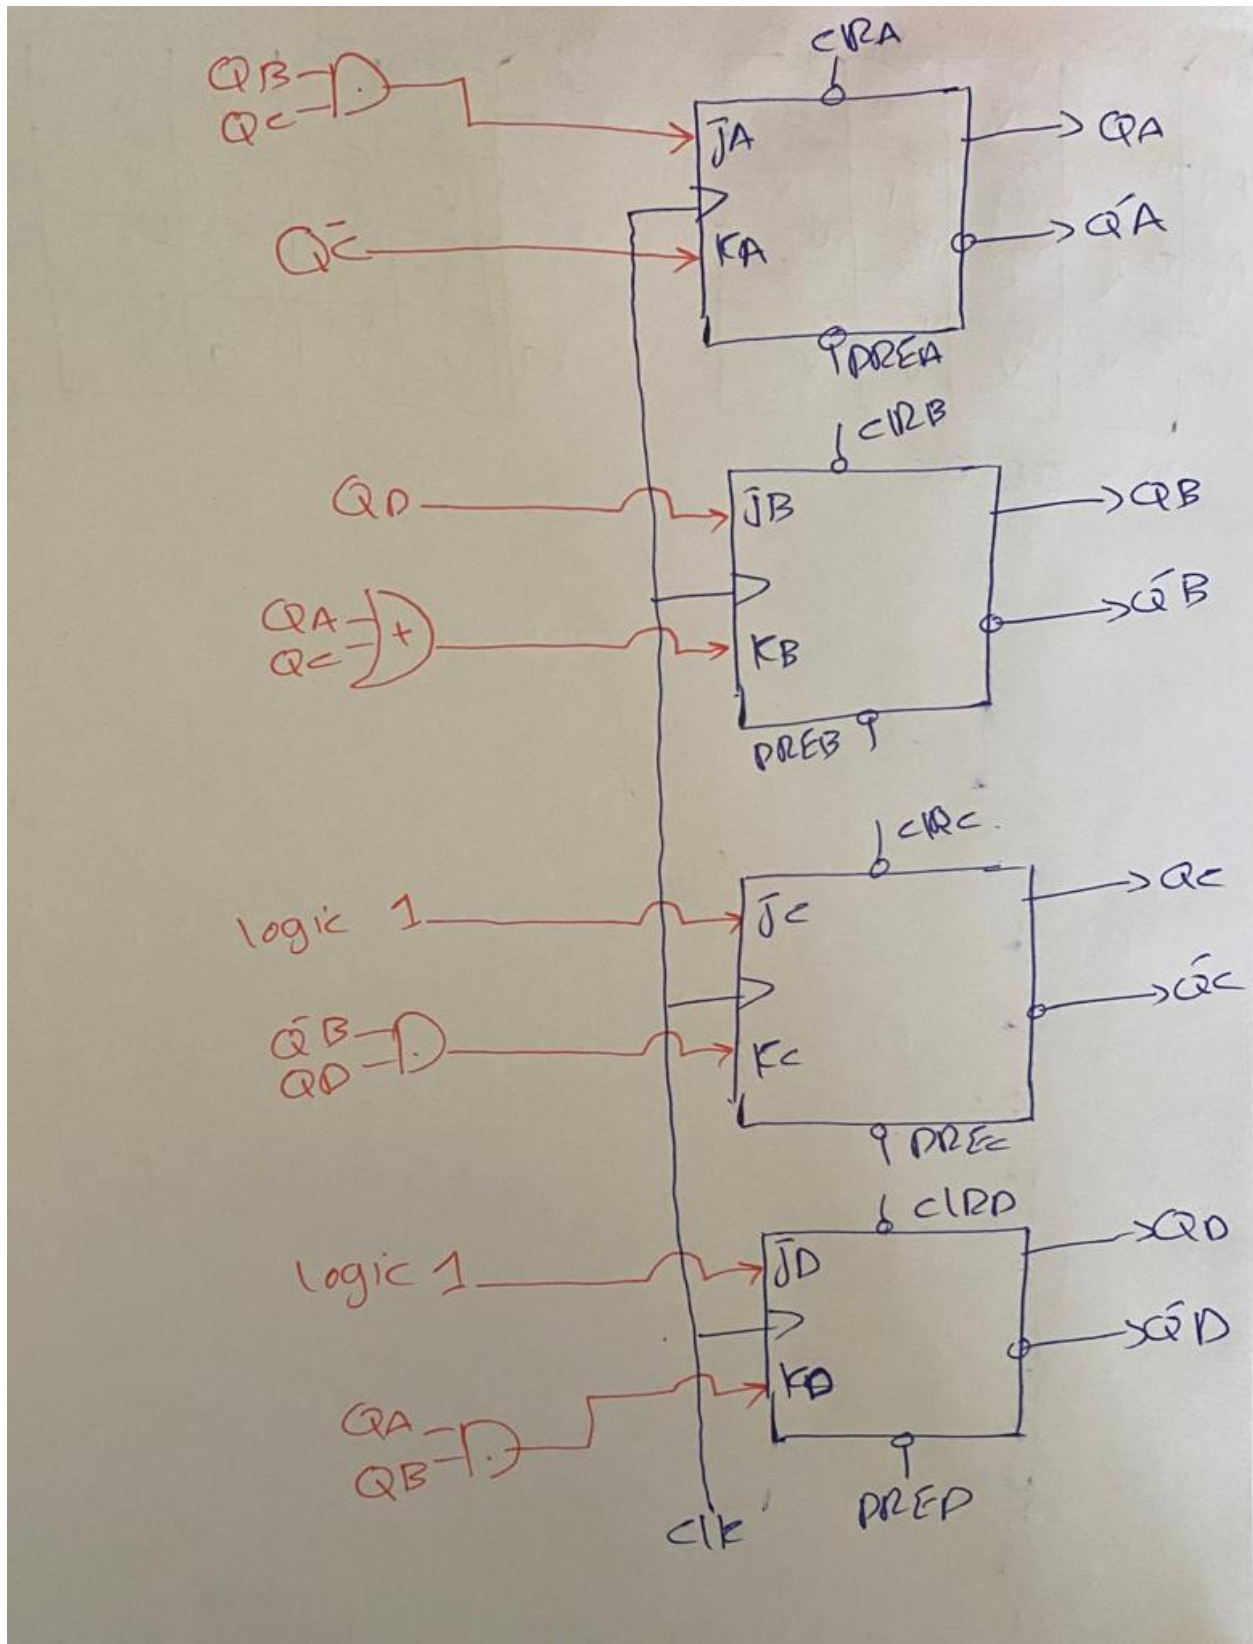 CLRA
QB
QC
.
JA
QA
Q̄C
KA
Q́A
PREA
CLRB
QD
JB
QB
QA
+
QC
KB
Q́B
PREB
CLRC
logic 1
JC
QC
Q́B
.
QD
KC
Q́C
PREC
CLRD
logic 1
JD
QD
Q́D
QA
.
QB
KD
PRED
Clk